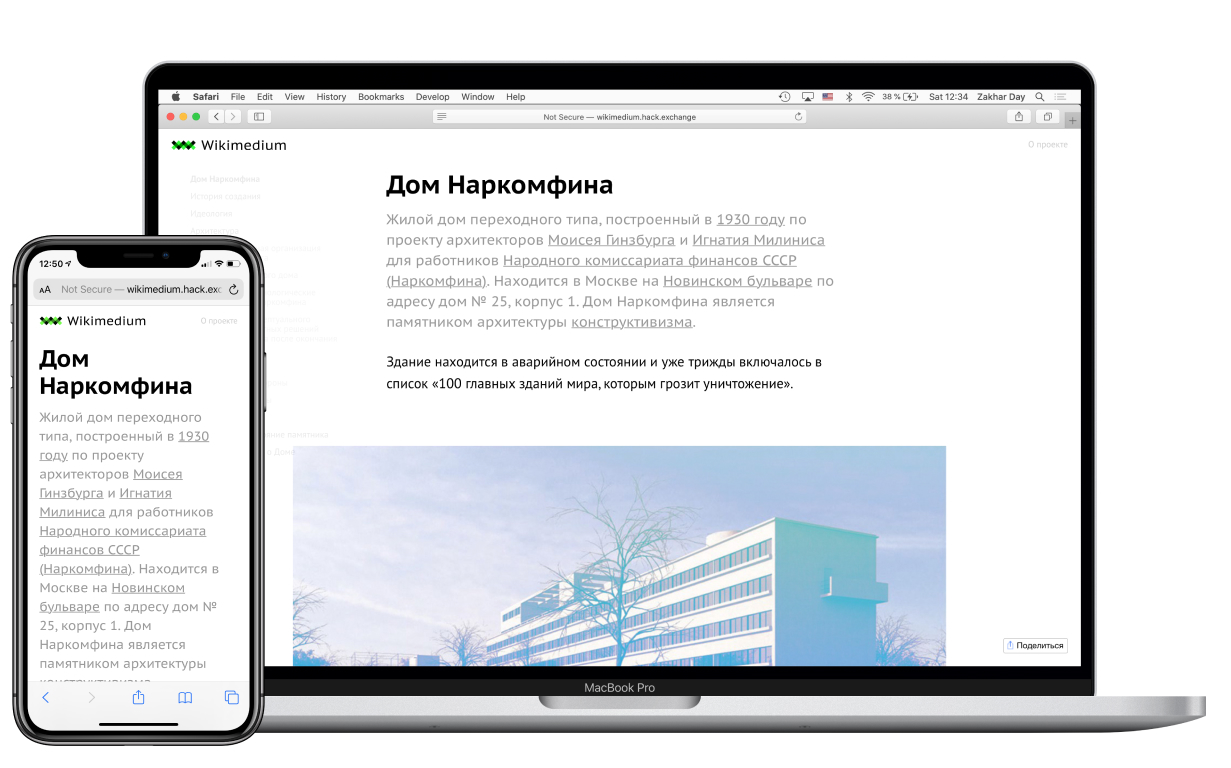 Safari File Edit View History Bookmarks Develop Window Help
38 % Sat 12:34 Zakhar Day
Not Secure — wikimedium.hack.exchange
Wikimedium
О проекте
Дом Наркомфина
История создания
Идеология
Архитектура
Дом Наркомфина
Жилой дом переходного типа, построенный в 1930 году по
проекту архитекторов Моисея Гинзбурга и Игнатия Милиниса
для работников Народного комиссариата финансов СССР
(Наркомфина). Находится в Москве на Новинском бульваре по
адресу дом № 25, корпус 1. Дом Наркомфина является
памятником архитектуры конструктивизма.
Здание находится в аварийном состоянии и уже трижды включалось в
список «100 главных зданий мира, которым грозит уничтожение».
памятника
Поделиться
MacBook Pro
12:50
AA Not Secure — wikimedium.hack.exc
Wikimedium
О проекте
Дом
Наркомфина
Жилой дом переходного
типа, построенный в 1930
году по проекту
архитекторов Моисея
Гинзбурга и Игнатия
Милиниса для работников
Народного комиссариата
финансов СССР
(Наркомфина). Находится в
Москве на Новинском
бульваре по адресу дом №
25, корпус 1. Дом
Наркомфина является
памятником архитектуры
конструктивизма